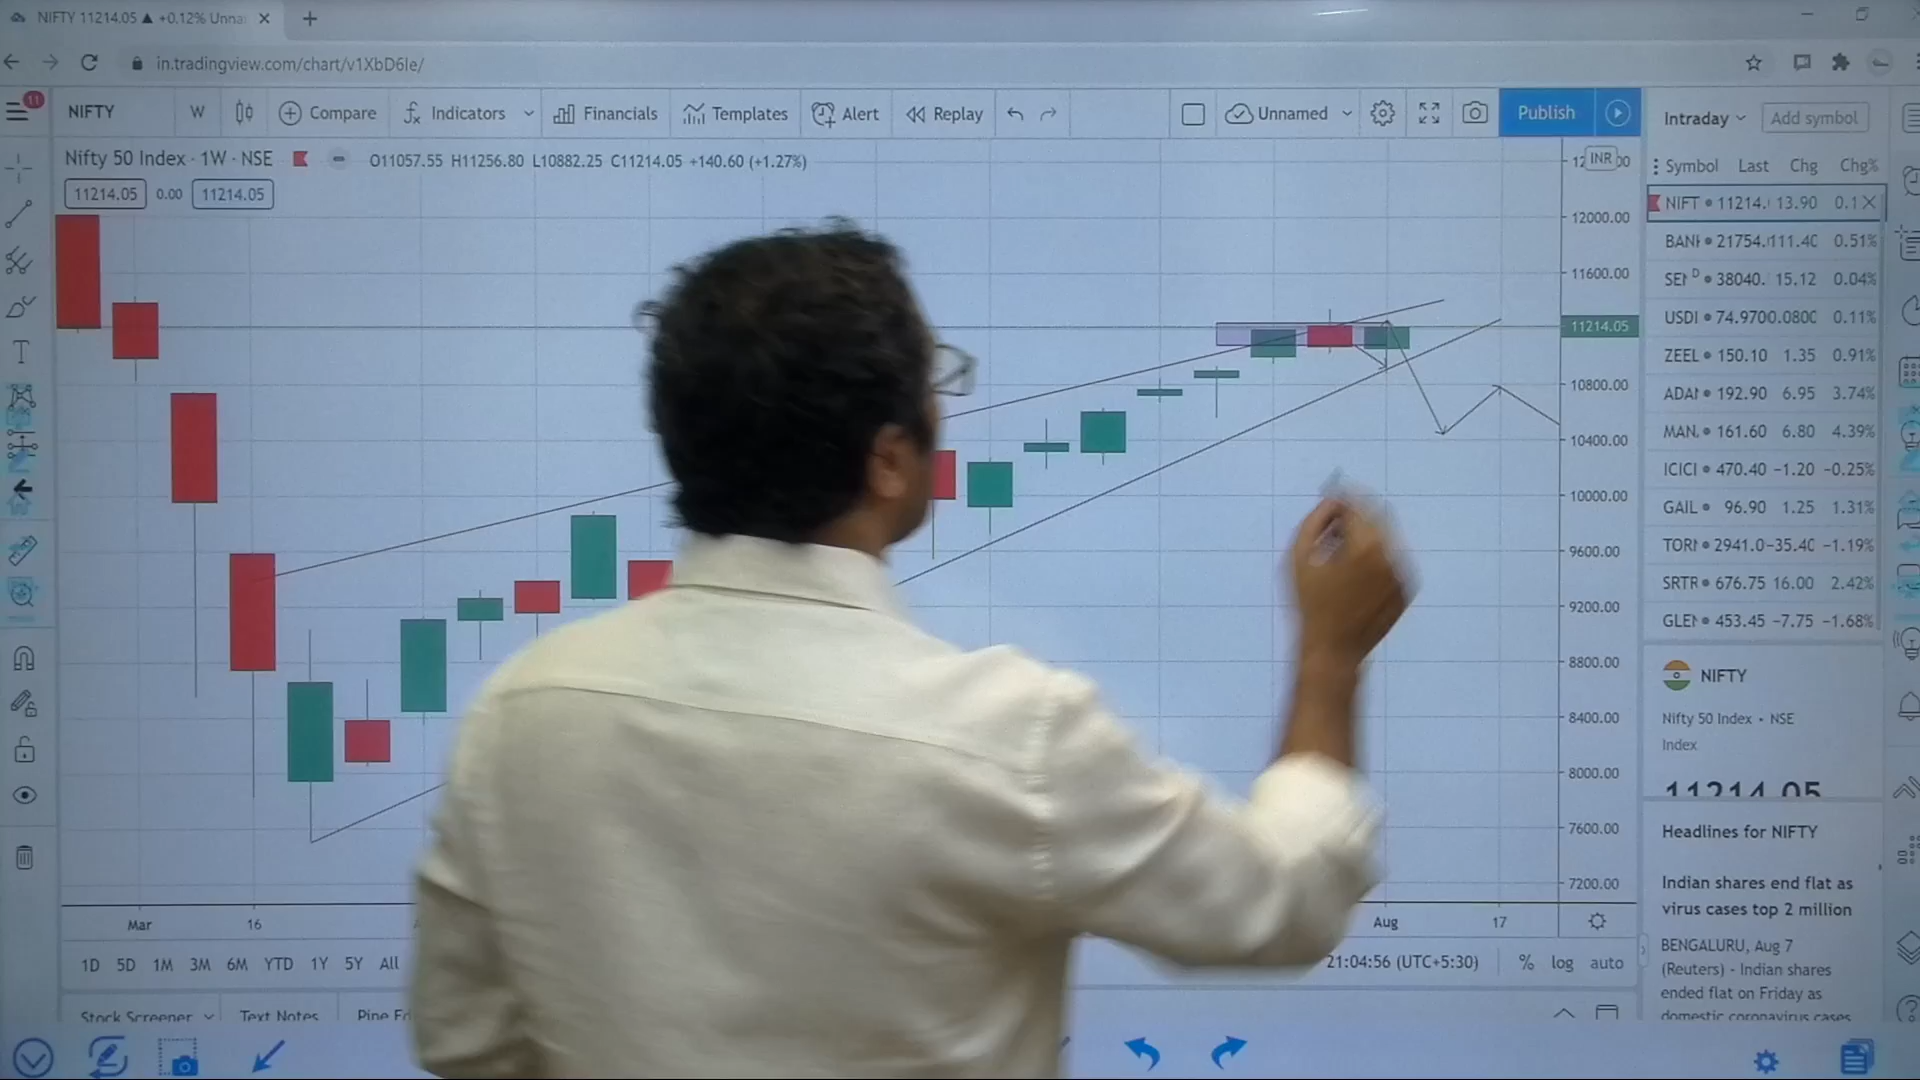 NIFTY 11214.05 ▲ +0.12% Unna
in.tradingview.com/chart/v1XbD6Ie/
11
NIFTY W Compare Indicators Financials Templates Alert Replay Unnamed Publish
Nifty 50 Index · 1W · NSE O11057.55 H11256.80 L10882.25 C11214.05 +140.60 (+1.27%)
11214.05 0.00 11214.05
INR
12000.00
11600.00
11214.05
10800.00
10400.00
10000.00
9600.00
9200.00
8800.00
8400.00
8000.00
7600.00
7200.00
Mar 16 Aug 17
1D 5D 1M 3M 6M YTD 1Y 5Y All
21:04:56 (UTC+5:30) % log auto
Stock Screener Text Notes Pine
Intraday Add symbol
Symbol Last Chg Chg%
NIFT 11214. 13.90 0.1
BAN 21754. 111.4 0.51%
SE D 38040. 15.12 0.04%
USD 74.970 0.080 0.11%
ZEEL 150.10 1.35 0.91%
ADA 192.90 6.95 3.74%
MAN 161.60 6.80 4.39%
ICICI 470.40 −1.20 −0.25%
GAIL 96.90 1.25 1.31%
TOR 2941.0 −35.4 −1.19%
SRTR 676.75 16.00 2.42%
GLE 453.45 −7.75 −1.68%
NIFTY
Nifty 50 Index • NSE
Index
11214.05
Headlines for NIFTY
Indian shares end flat as
virus cases top 2 million
BENGALURU, Aug 7
(Reuters) - Indian shares
ended flat on Friday as
domestic coronavirus cases